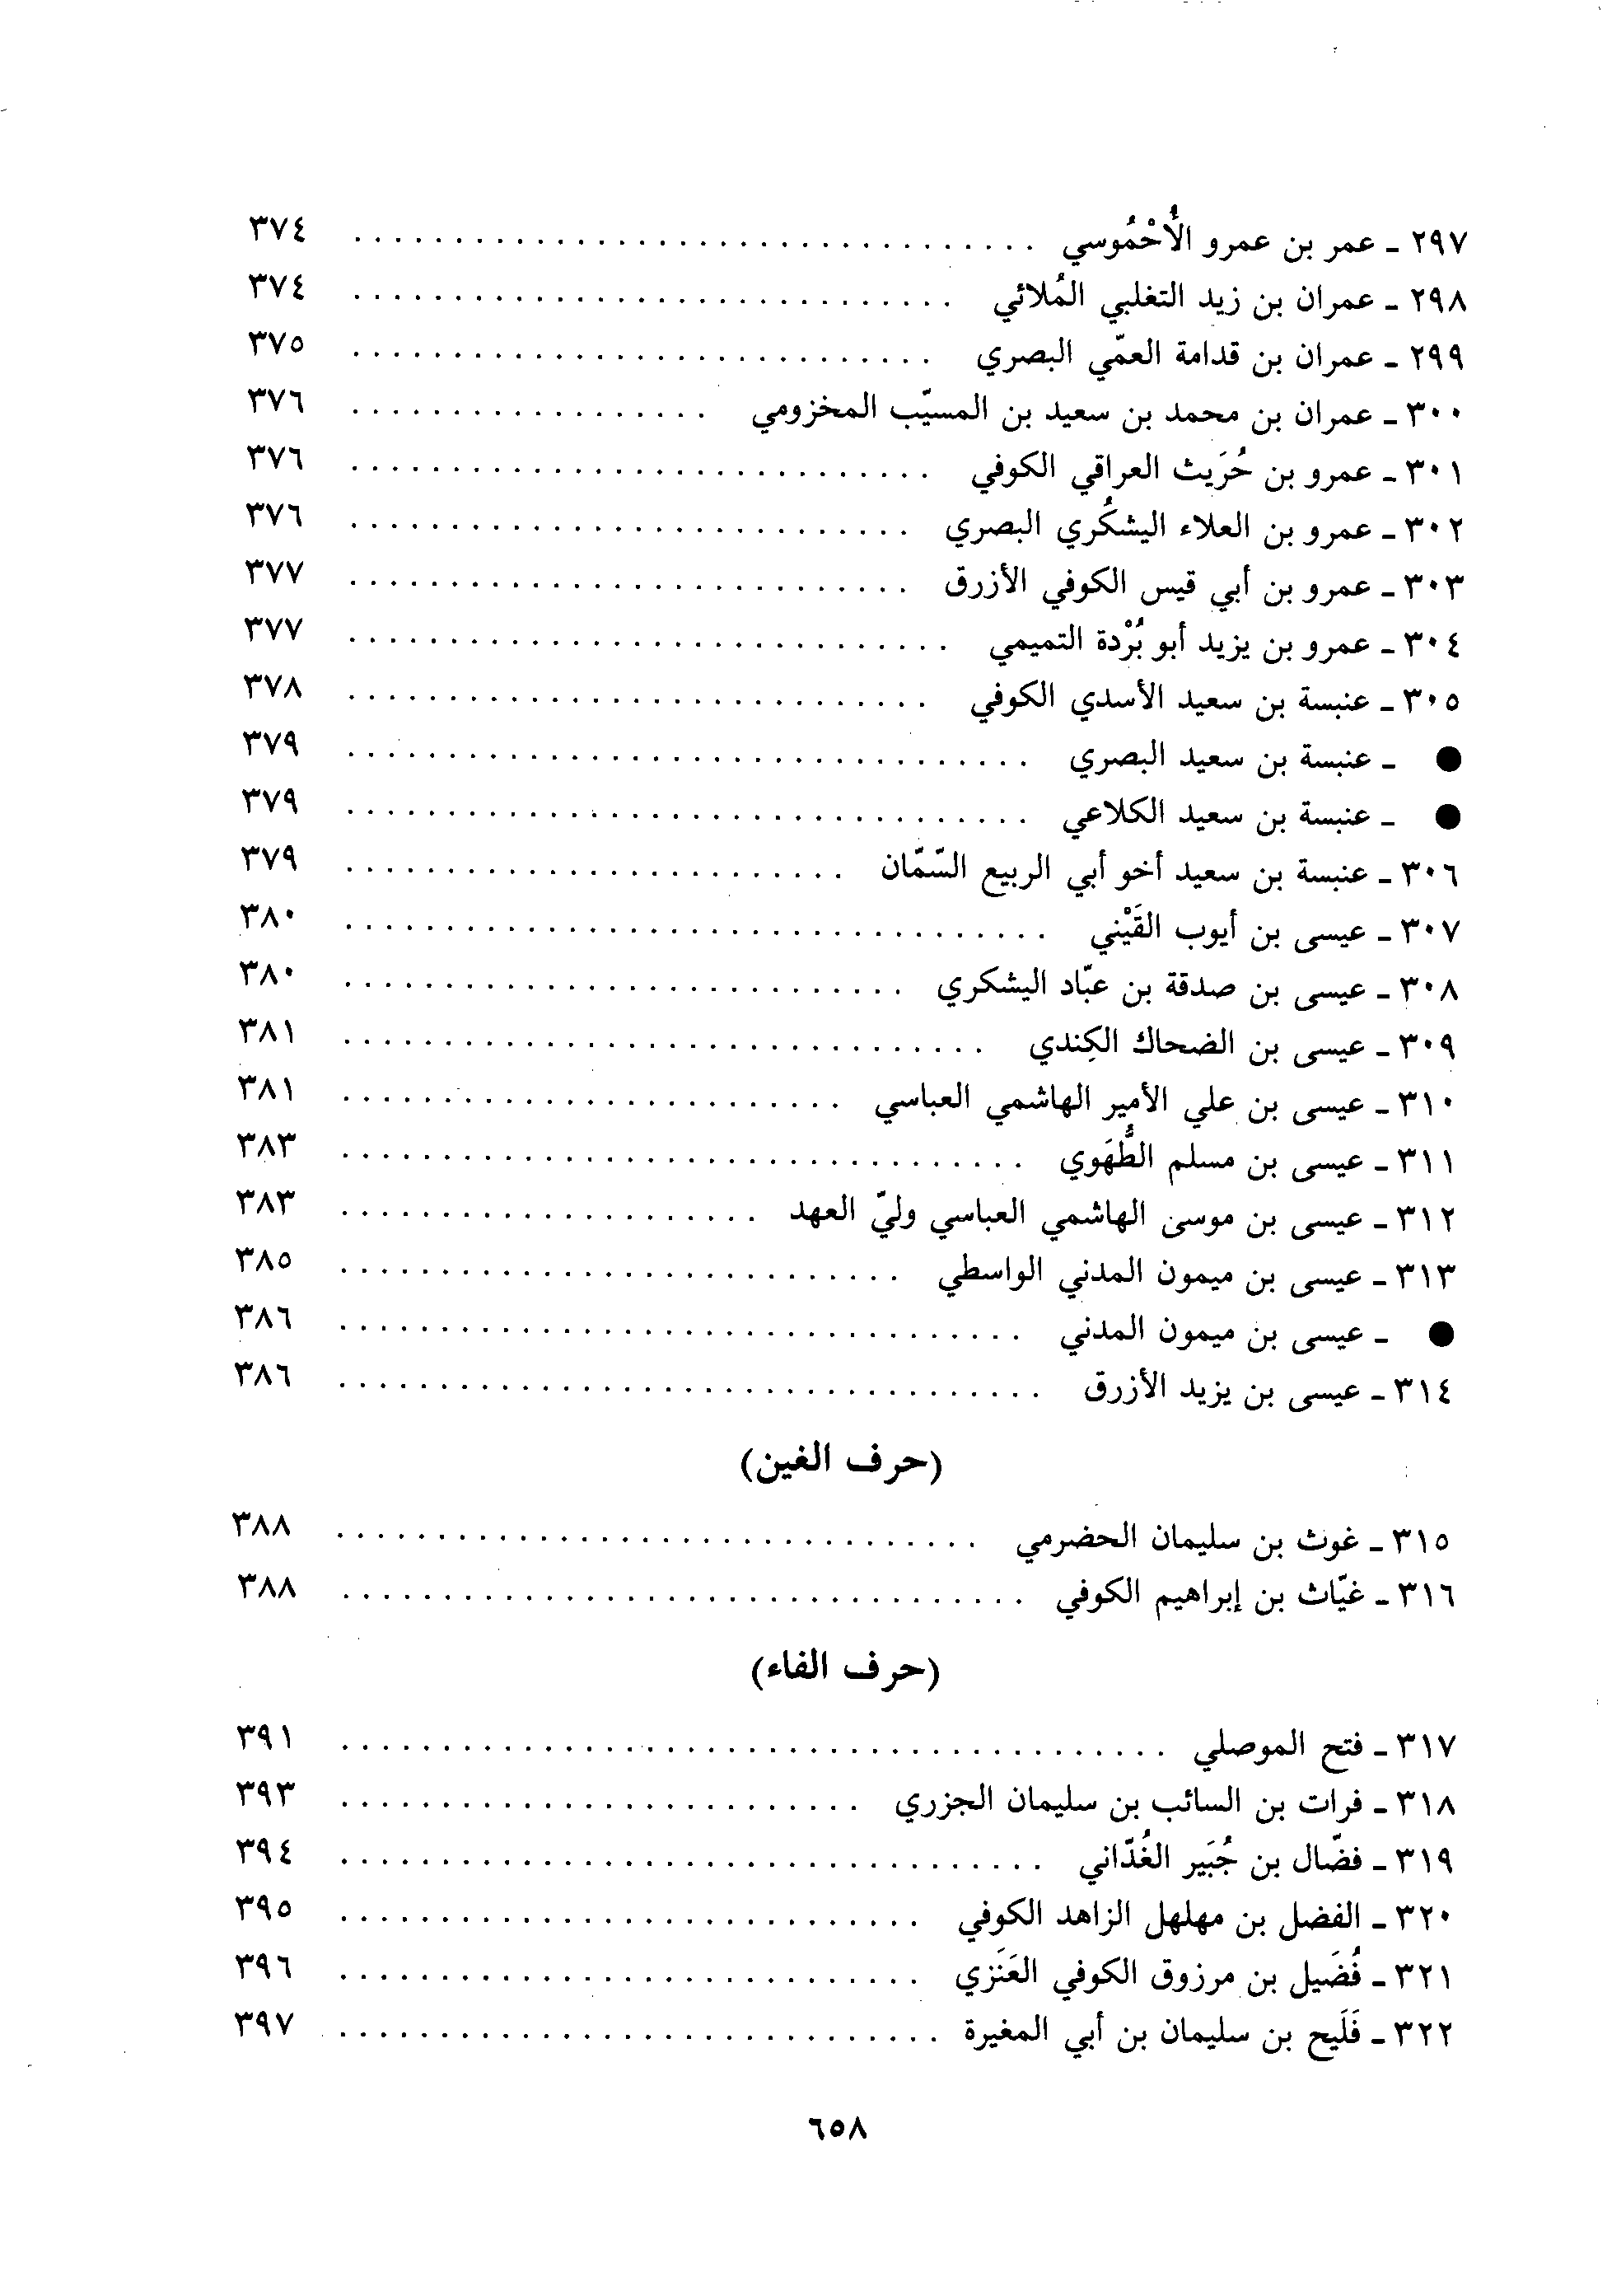 ٢٩٧ ـ عمر بن عمرو الأُحْمُوسي . . . . . . . . . . . . . . . . . . . . ٣٧٤
٢٩٨ ـ عمران بن زيد التغلبي المُلائي . . . . . . . . . . . . . . . . . . . . ٣٧٤
٢٩٩ ـ عمران بن قدامة العمّي البصري . . . . . . . . . . . . . . . . . . . . ٣٧٥
٣٠٠ ـ عمران بن محمد بن سعيد بن المسيّب المخزومي . . . . . . . . . . . . . . . . . . ٣٧٦
٣٠١ ـ عمرو بن حُرَيث العراقي الكوفي . . . . . . . . . . . . . . . . . . . . ٣٧٦
٣٠٢ ـ عمرو بن العلاء اليشكُري البصري . . . . . . . . . . . . . . . . . . . . ٣٧٦
٣٠٣ ـ عمرو بن أبي قيس الكوفي الأزرق . . . . . . . . . . . . . . . . . . . . ٣٧٧
٣٠٤ ـ عمرو بن يزيد أبو بُرْدة التميمي . . . . . . . . . . . . . . . . . . . . ٣٧٧
٣٠٥ ـ عنبسة بن سعيد الأسدي الكوفي . . . . . . . . . . . . . . . . . . . . ٣٧٨
● ـ عنبسة بن سعيد البصري . . . . . . . . . . . . . . . . . . . . ٣٧٩
● ـ عنبسة بن سعيد الكلاعي . . . . . . . . . . . . . . . . . . . . ٣٧٩
٣٠٦ ـ عنبسة بن سعيد أخو أبي الربيع السّمّان . . . . . . . . . . . . . . . . . . . . ٣٧٩
٣٠٧ ـ عيسى بن أيوب القَيْني . . . . . . . . . . . . . . . . . . . . ٣٨٠
٣٠٨ ـ عيسى بن صدقة بن عبّاد اليشكري . . . . . . . . . . . . . . . . . . . . ٣٨٠
٣٠٩ ـ عيسى بن الضحاك الكِندي . . . . . . . . . . . . . . . . . . . . ٣٨١
٣١٠ ـ عيسى بن علي الأمير الهاشمي العباسي . . . . . . . . . . . . . . . . . . . . ٣٨١
٣١١ ـ عيسى بن مسلم الطُّهَوي . . . . . . . . . . . . . . . . . . . . ٣٨٣
٣١٢ ـ عيسى بن موسى الهاشمي العباسي وليّ العهد . . . . . . . . . . . . . . . . . . . . ٣٨٣
٣١٣ ـ عيسى بن ميمون المدني الواسطي . . . . . . . . . . . . . . . . . . . . ٣٨٥
● ـ عيسى بن ميمون المدني . . . . . . . . . . . . . . . . . . . . ٣٨٦
٣١٤ ـ عيسى بن يزيد الأزرق . . . . . . . . . . . . . . . . . . . . ٣٨٦
(حرف الغين)
٣١٥ ـ غوث بن سليمان الحضرمي . . . . . . . . . . . . . . . . . . . . ٣٨٨
٣١٦ ـ غيّاث بن إبراهيم الكوفي . . . . . . . . . . . . . . . . . . . . ٣٨٨
(حرف الفاء)
٣١٧ ـ فتح الموصلي . . . . . . . . . . . . . . . . . . . . ٣٩١
٣١٨ ـ فرات بن السائب بن سليمان الجزري . . . . . . . . . . . . . . . . . . . . ٣٩٣
٣١٩ ـ فضّال بن جُبَير الغُدّاني . . . . . . . . . . . . . . . . . . . . ٣٩٤
٣٢٠ ـ الفضل بن مهلهل الزاهد الكوفي . . . . . . . . . . . . . . . . . . . . ٣٩٥
٣٢١ ـ فُضَيل بن مرزوق الكوفي العَنَزي . . . . . . . . . . . . . . . . . . . . ٣٩٦
٣٢٢ ـ فَلَيح بن سليمان بن أبي المغيرة . . . . . . . . . . . . . . . . . . . . ٣٩٧
٦٥٨